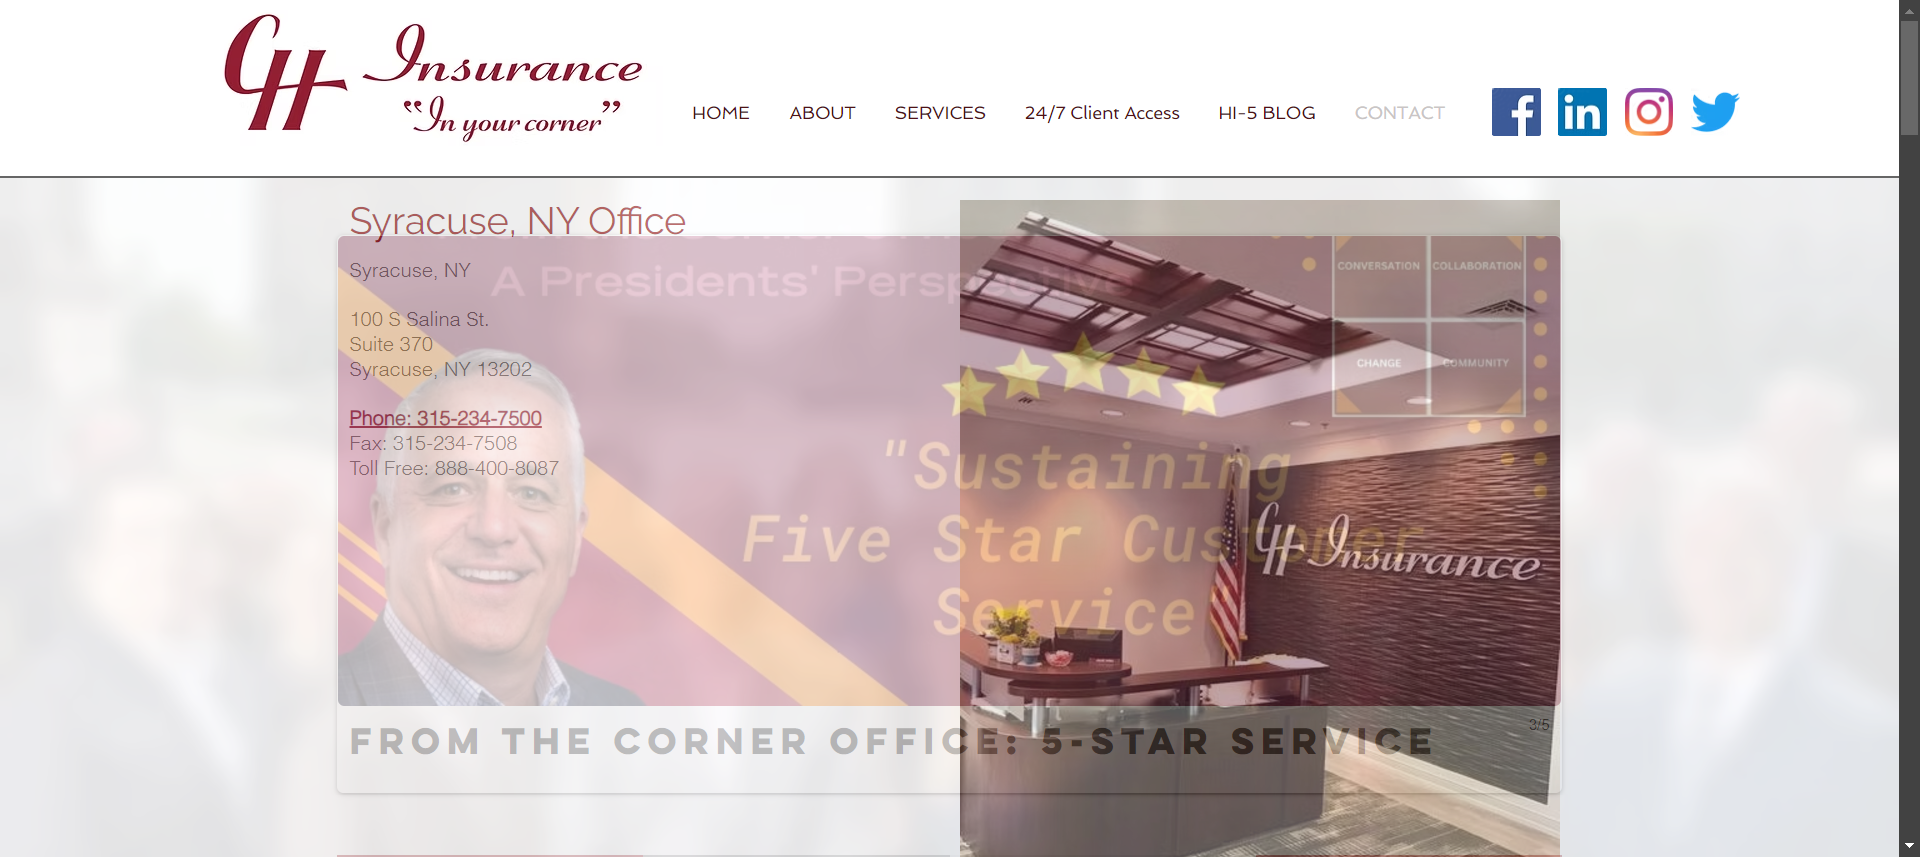 CH Insurance
"In your corner"
HOME
ABOUT
SERVICES
24/7 Client Access
HI-5 BLOG
CONTACT
Syracuse, NY Office
Syracuse, NY
A Presidents' Perspective
CONVERSATION
COLLABORATION
100 S Salina St.
Suite 370
Syracuse, NY 13202
CHANGE
COMMUNITY
Phone: 315-234-7500
Fax: 315-234-7508
Toll Free: 888-400-8087
"Sustaining
Five Star Customer
Service"
CH Insurance
3/5
FROM THE CORNER OFFICE: 5-STAR SERVICE